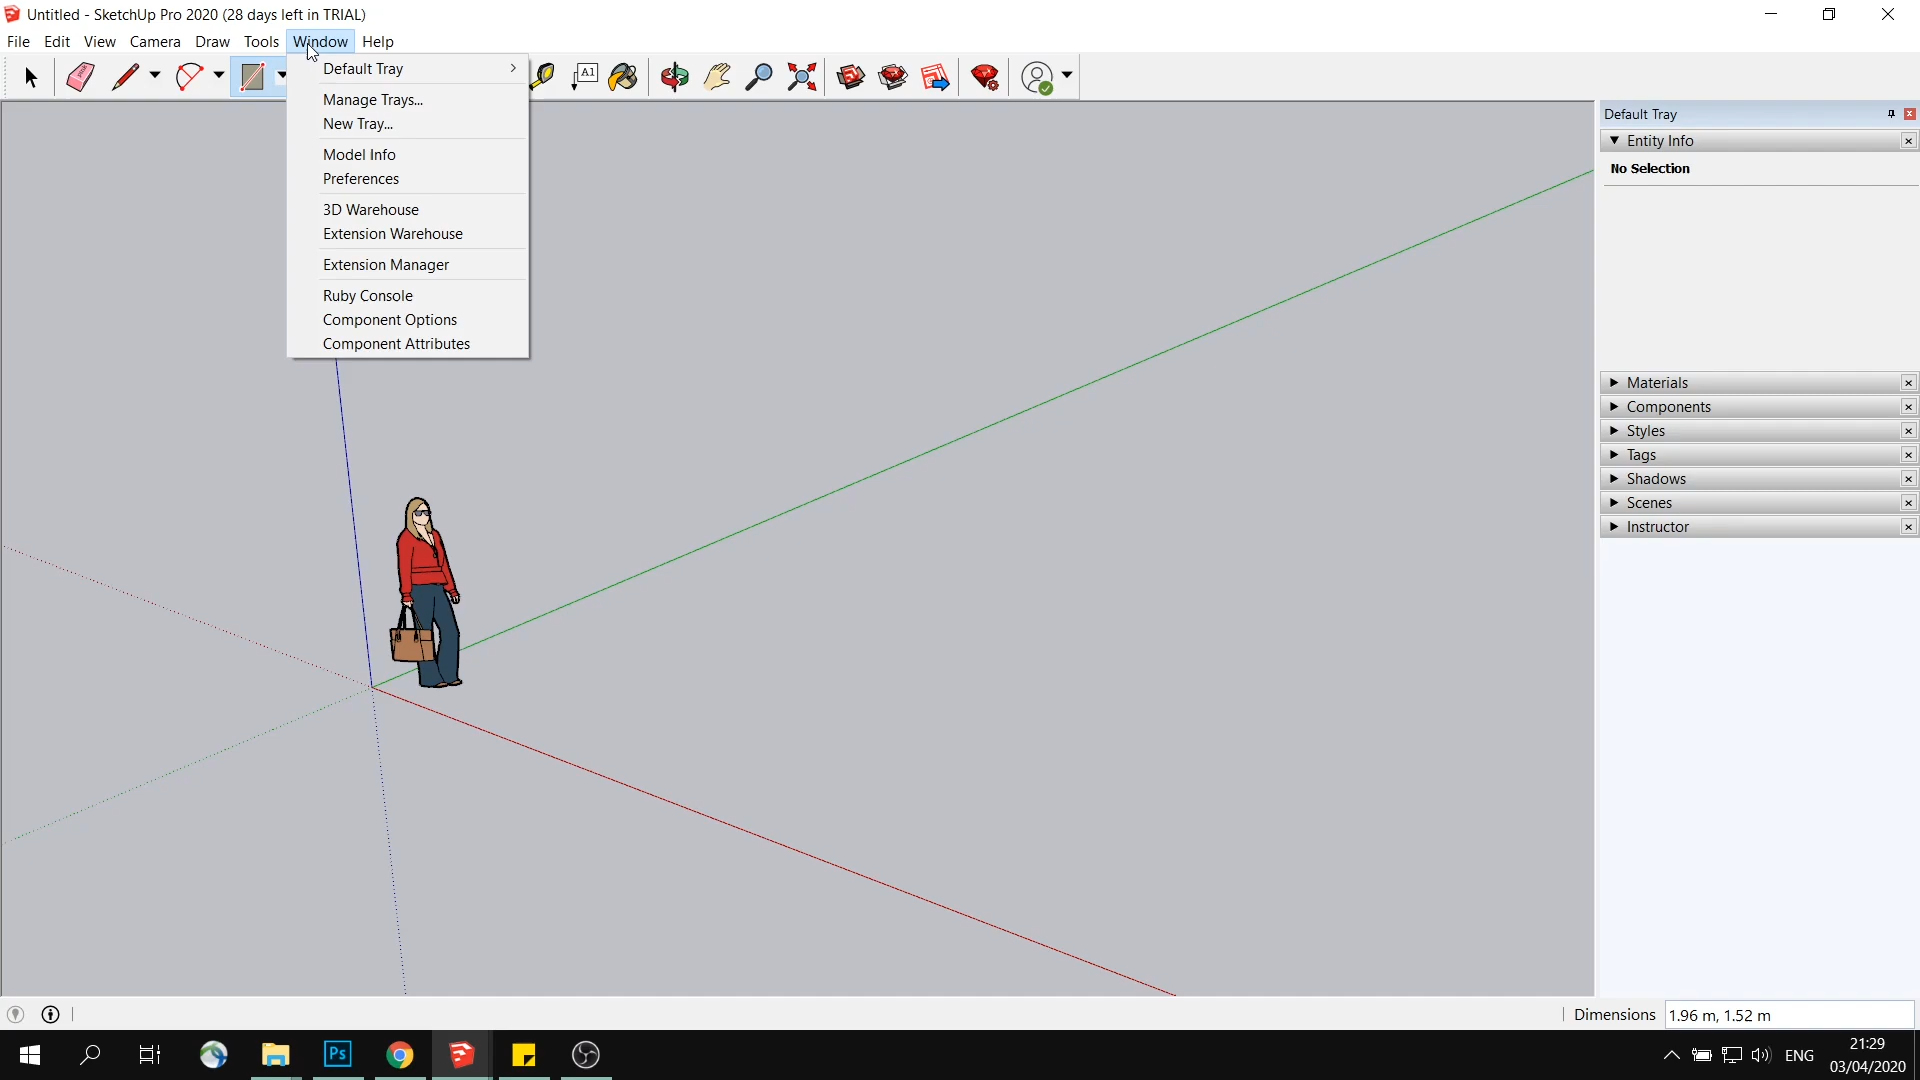 Untitled - SketchUp Pro 2020 (28 days left in TRIAL)
File Edit View Camera Draw Tools Window Help
Default Tray
Manage Trays...
New Tray...
Model Info
Preferences
3D Warehouse
Extension Warehouse
Extension Manager
Ruby Console
Component Options
Component Attributes
A1
Default Tray
Entity Info
No Selection
Materials
Components
Styles
Tags
Shadows
Scenes
Instructor
Dimensions 1.96 m, 1.52 m
Ps
ENG
21:29
03/04/2020